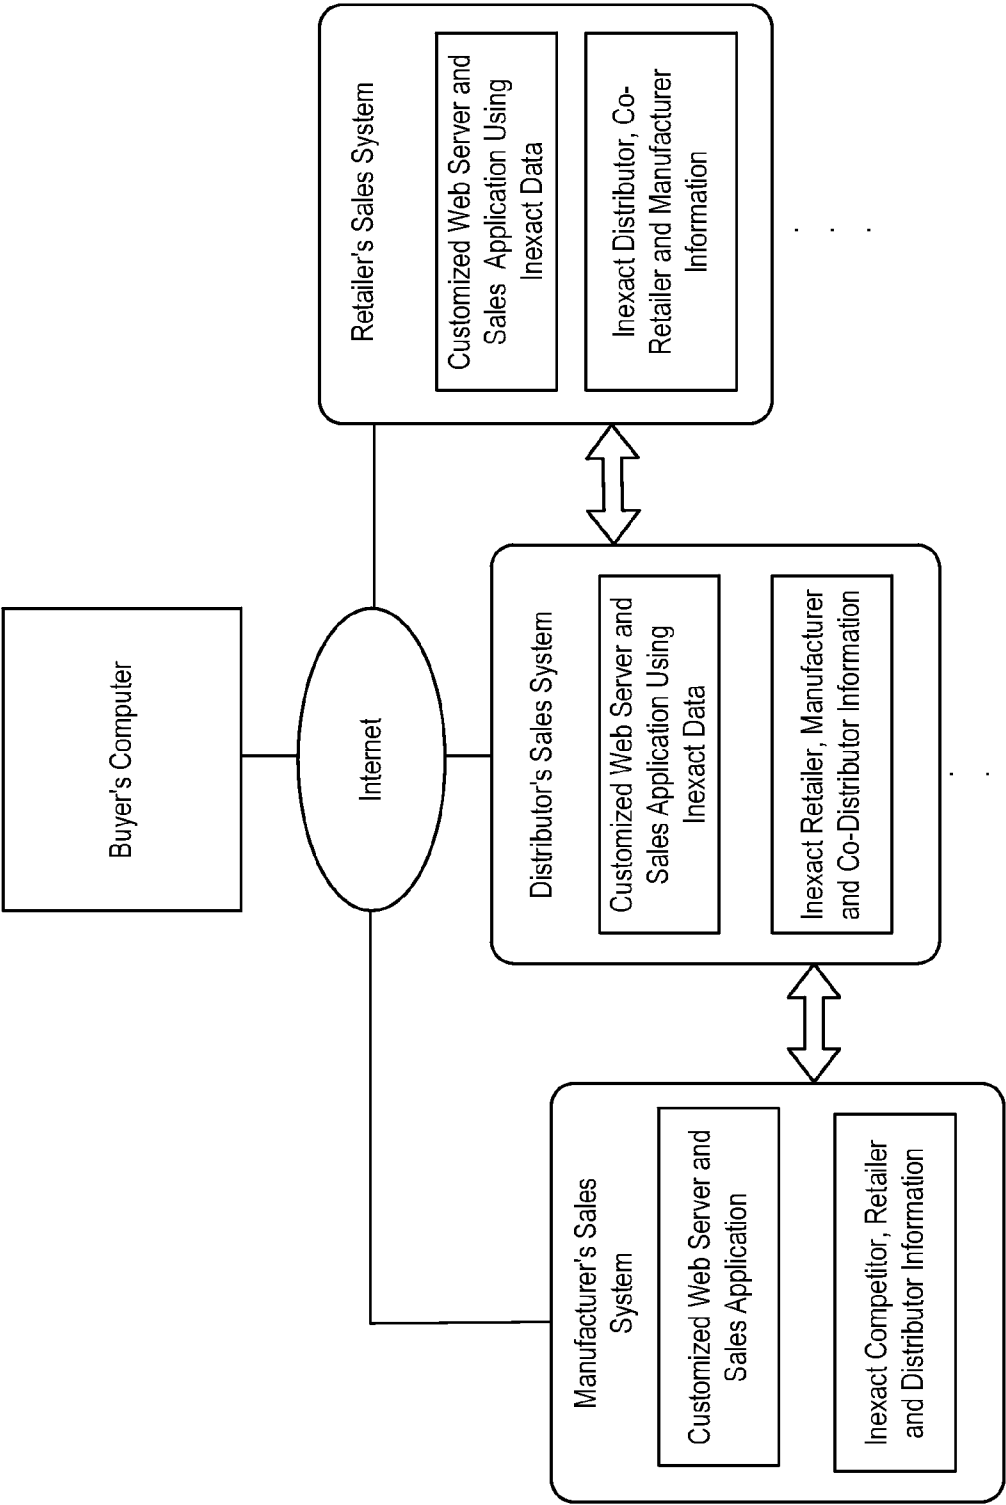 Buyer's Computer
Internet
Manufacturer's Sales
System
Customized Web Server and
Sales Application
Inexact Competitor, Retailer
and Distributor Information
Distributor's Sales System
Customized Web Server and
Sales Application Using
Inexact Data
Inexact Retailer, Manufacturer
and Co-Distributor Information
Retailer's Sales System
Customized Web Server and
Sales Application Using
Inexact Data
Inexact Distributor, Co-
Retailer and Manufacturer
Information